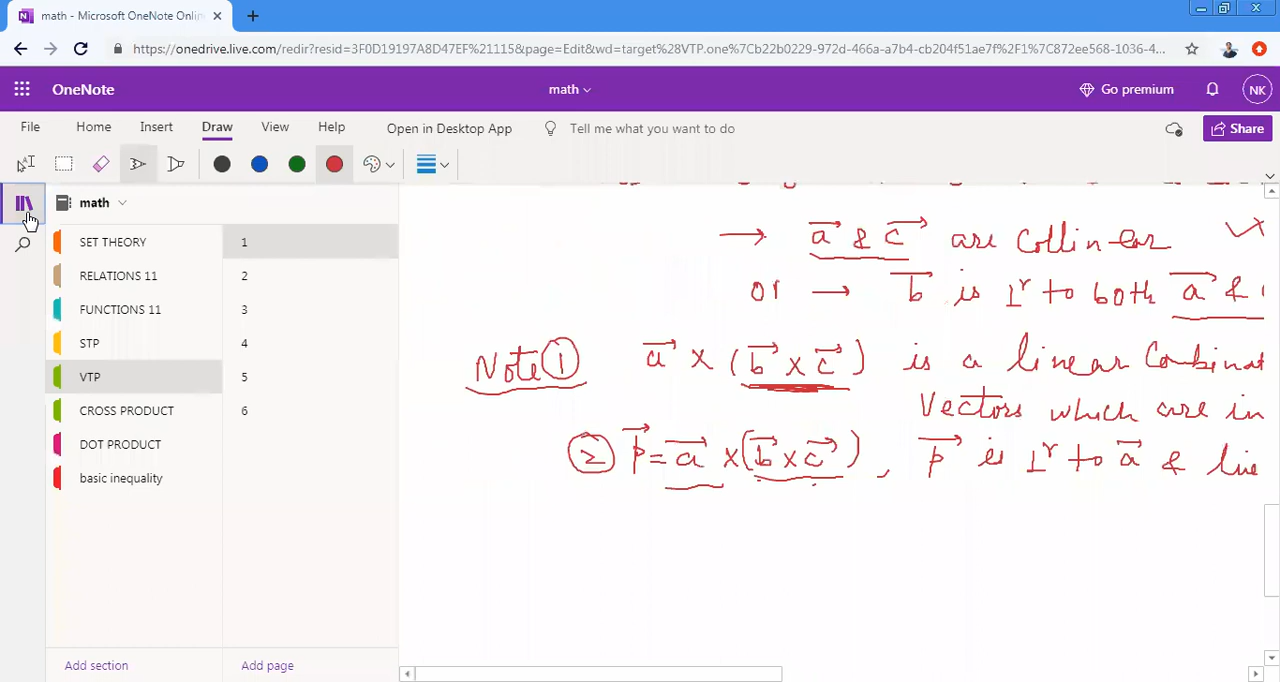 math - Microsoft OneNote Onlin
https://onedrive.live.com/redir?resid=3F0D19197A8D47EF%21115&page=Edit&wd=target%28VTP.one%7Cb22b0229-972d-466a-a7b4-cb204f51ae7f%2F1%7C872ee568-1036-4...
OneNote
math
Go premium
NK
File Home Insert Draw View Help Open in Desktop App Tell me what you want to do
Share
math
SET THEORY
RELATIONS 11
FUNCTIONS 11
STP
VTP
CROSS PRODUCT
DOT PRODUCT
basic inequality
Add section
1
2
3
4
5
6
Add page
→ a⃗ & c⃗ are collinear
or → b⃗ is ⊥r to both a⃗ &
Note ① a⃗ × (b⃗ × c⃗) is a linear Combinat
Vectors which are in
② p⃗ = a⃗ × (b⃗ × c⃗), p⃗ is ⊥r to a⃗ & lie